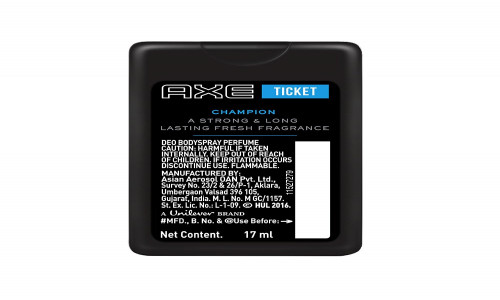 AXE TICKET
CHAMPION
A STRONG & LONG
LASTING FRESH FRAGRANCE
DEO BODYSPRAY PERFUME
CAUTION: HARMFUL IF TAKEN
INTERNALLY. KEEP OUT OF REACH
OF CHILDREN. IF IRRITATION OCCURS
DISCONTINUE USE. FLAMMABLE.
MANUFACTURED BY:
Asian Aerosol OAN Pvt. Ltd.,
Survey No. 23/2 & 26/P-1, Aklara,
Umbergaon Valsad 396 105,
Gujarat, India. M. L. No. M GC/1157.
St. Ex. Lic. No.: L-1-09. © HUL 2016.
A Unilever BRAND
#MFD., B. No. & @Use Before:
Net Content. 17 ml
11527279